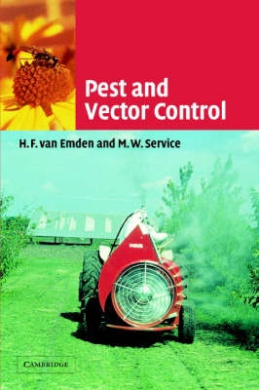 Pest and
Vector Control
H. F. van Emden and M. W. Service
CAMBRIDGE